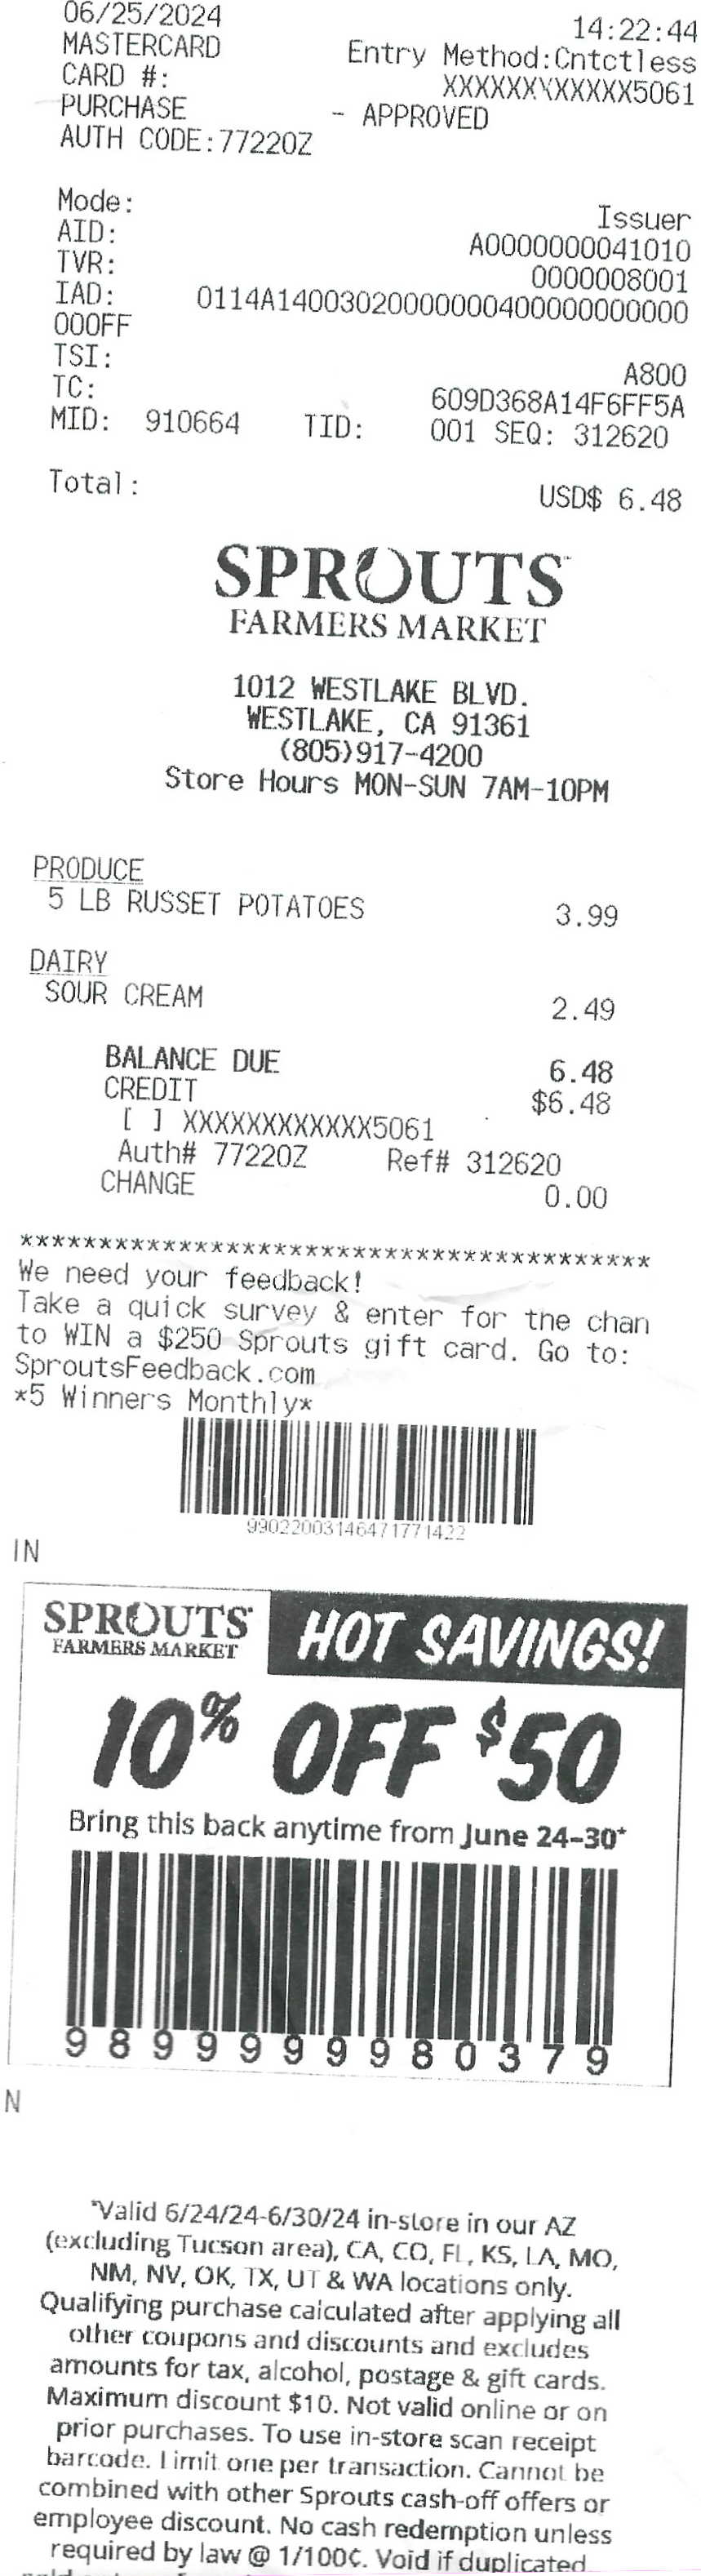 06/25/2024 14:22:44
MASTERCARD Entry Method:Cntctless
CARD #: XXXXXXXXXXXX5061
PURCHASE - APPROVED
AUTH CODE:77220Z
Mode: Issuer
AID: A0000000041010
TVR: 0000008001
IAD: 0114A14003020000000400000000000
000FF
TSI: A800
TC: 609D368A14F6FF5A
MID: 910664 TID: 001 SEQ: 312620
Total: USD$ 6.48
SPROUTS
FARMERS MARKET
1012 WESTLAKE BLVD.
WESTLAKE, CA 91361
(805)917-4200
Store Hours MON-SUN 7AM-10PM
PRODUCE
5 LB RUSSET POTATOES 3.99
DAIRY
SOUR CREAM 2.49
BALANCE DUE 6.48
CREDIT $6.48
[ ] XXXXXXXXXXXX5061
Auth# 77220Z Ref# 312620
CHANGE 0.00
******************************************
We need your feedback!
Take a quick survey & enter for the chan
to WIN a $250 Sprouts gift card. Go to:
SproutsFeedback.com
*5 Winners Monthly*
99022003146471771422
IN
SPROUTS
FARMERS MARKET
HOT SAVINGS!
10% OFF $50
Bring this back anytime from June 24-30*
9899999980379
N
*Valid 6/24/24-6/30/24 in-store in our AZ
(excluding Tucson area), CA, CO, FL, KS, LA, MO,
NM, NV, OK, TX, UT & WA locations only.
Qualifying purchase calculated after applying all
other coupons and discounts and excludes
amounts for tax, alcohol, postage & gift cards.
Maximum discount $10. Not valid online or on
prior purchases. To use in-store scan receipt
barcode. Limit one per transaction. Cannot be
combined with other Sprouts cash-off offers or
employee discount. No cash redemption unless
required by law @ 1/100¢. Void if duplicated